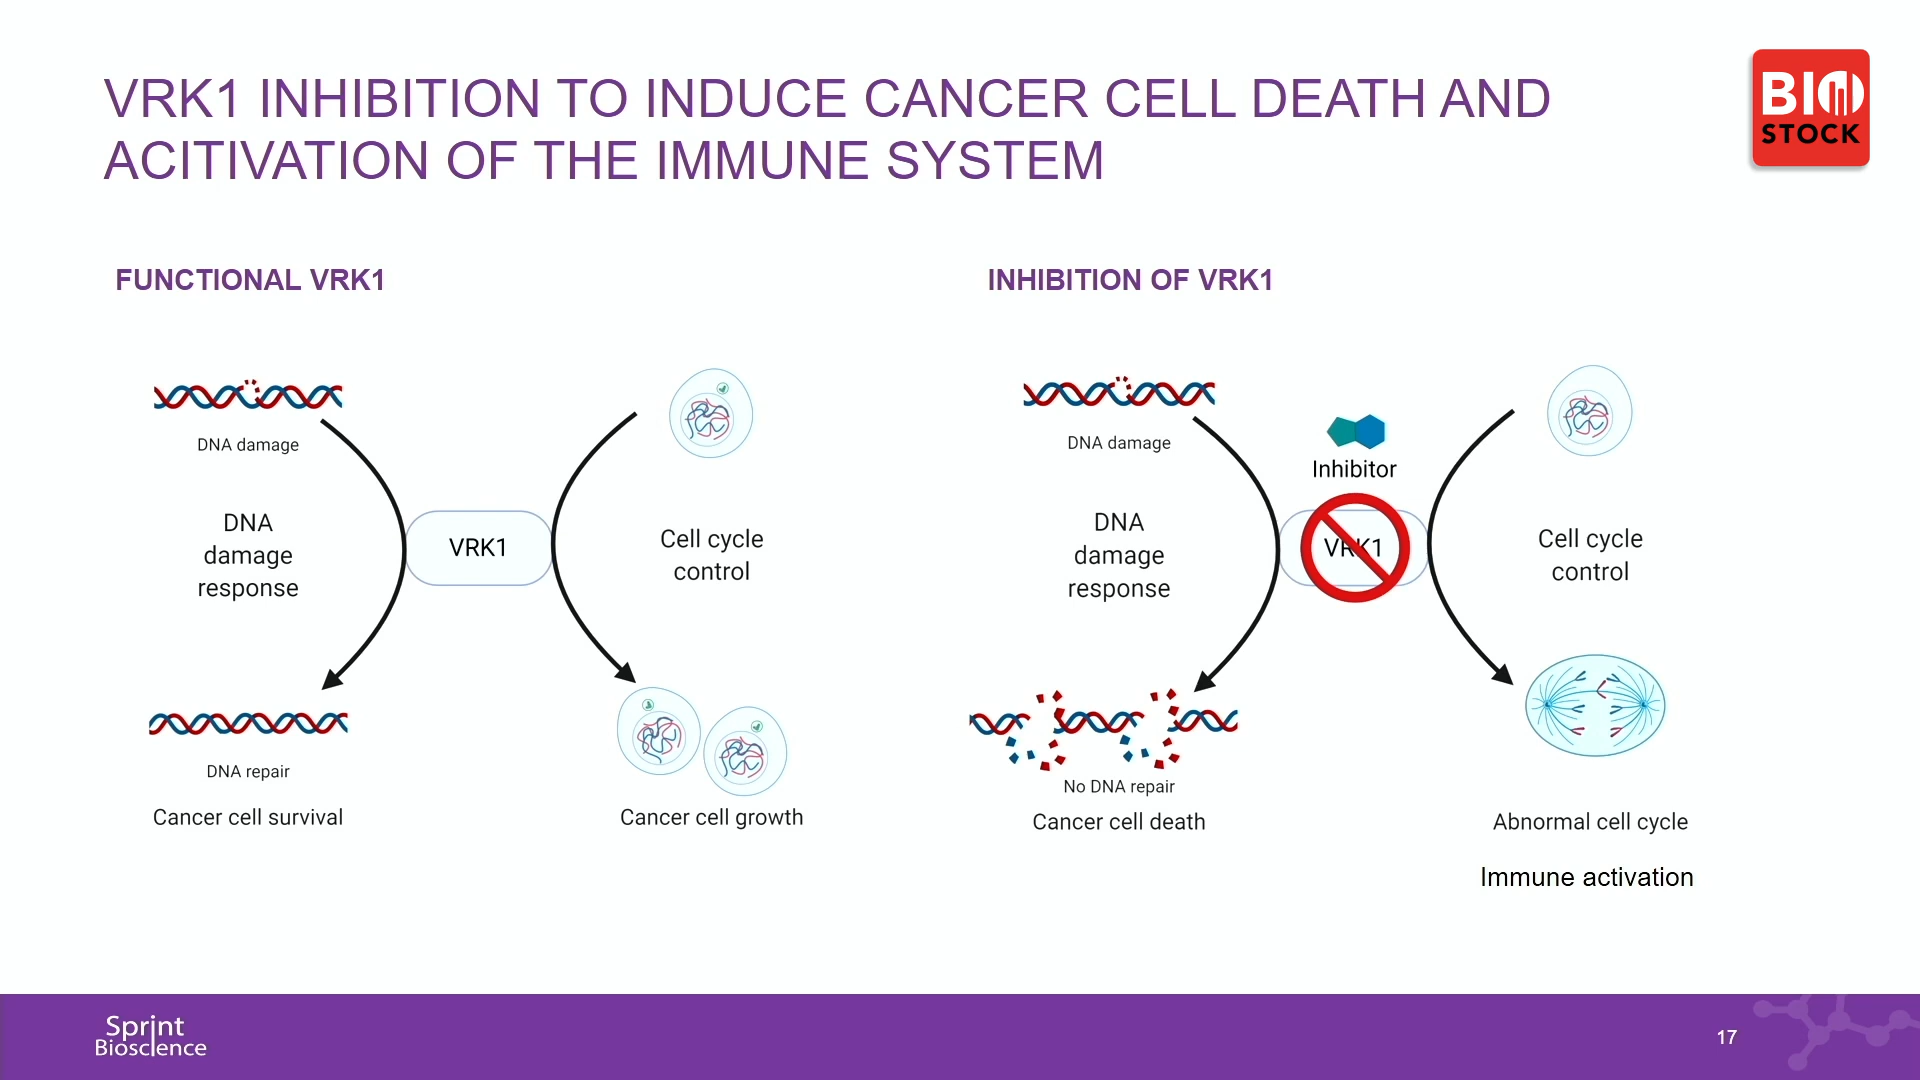 VRK1 INHIBITION TO INDUCE CANCER CELL DEATH AND
ACITIVATION OF THE IMMUNE SYSTEM
BIO
STOCK
FUNCTIONAL VRK1
DNA damage
DNA
damage
response
VRK1
Cell cycle
control
DNA repair
Cancer cell survival
Cancer cell growth
INHIBITION OF VRK1
DNA damage
Inhibitor
DNA
damage
response
VRK1
Cell cycle
control
No DNA repair
Cancer cell death
Abnormal cell cycle
Immune activation
Sprint
Bioscience
17